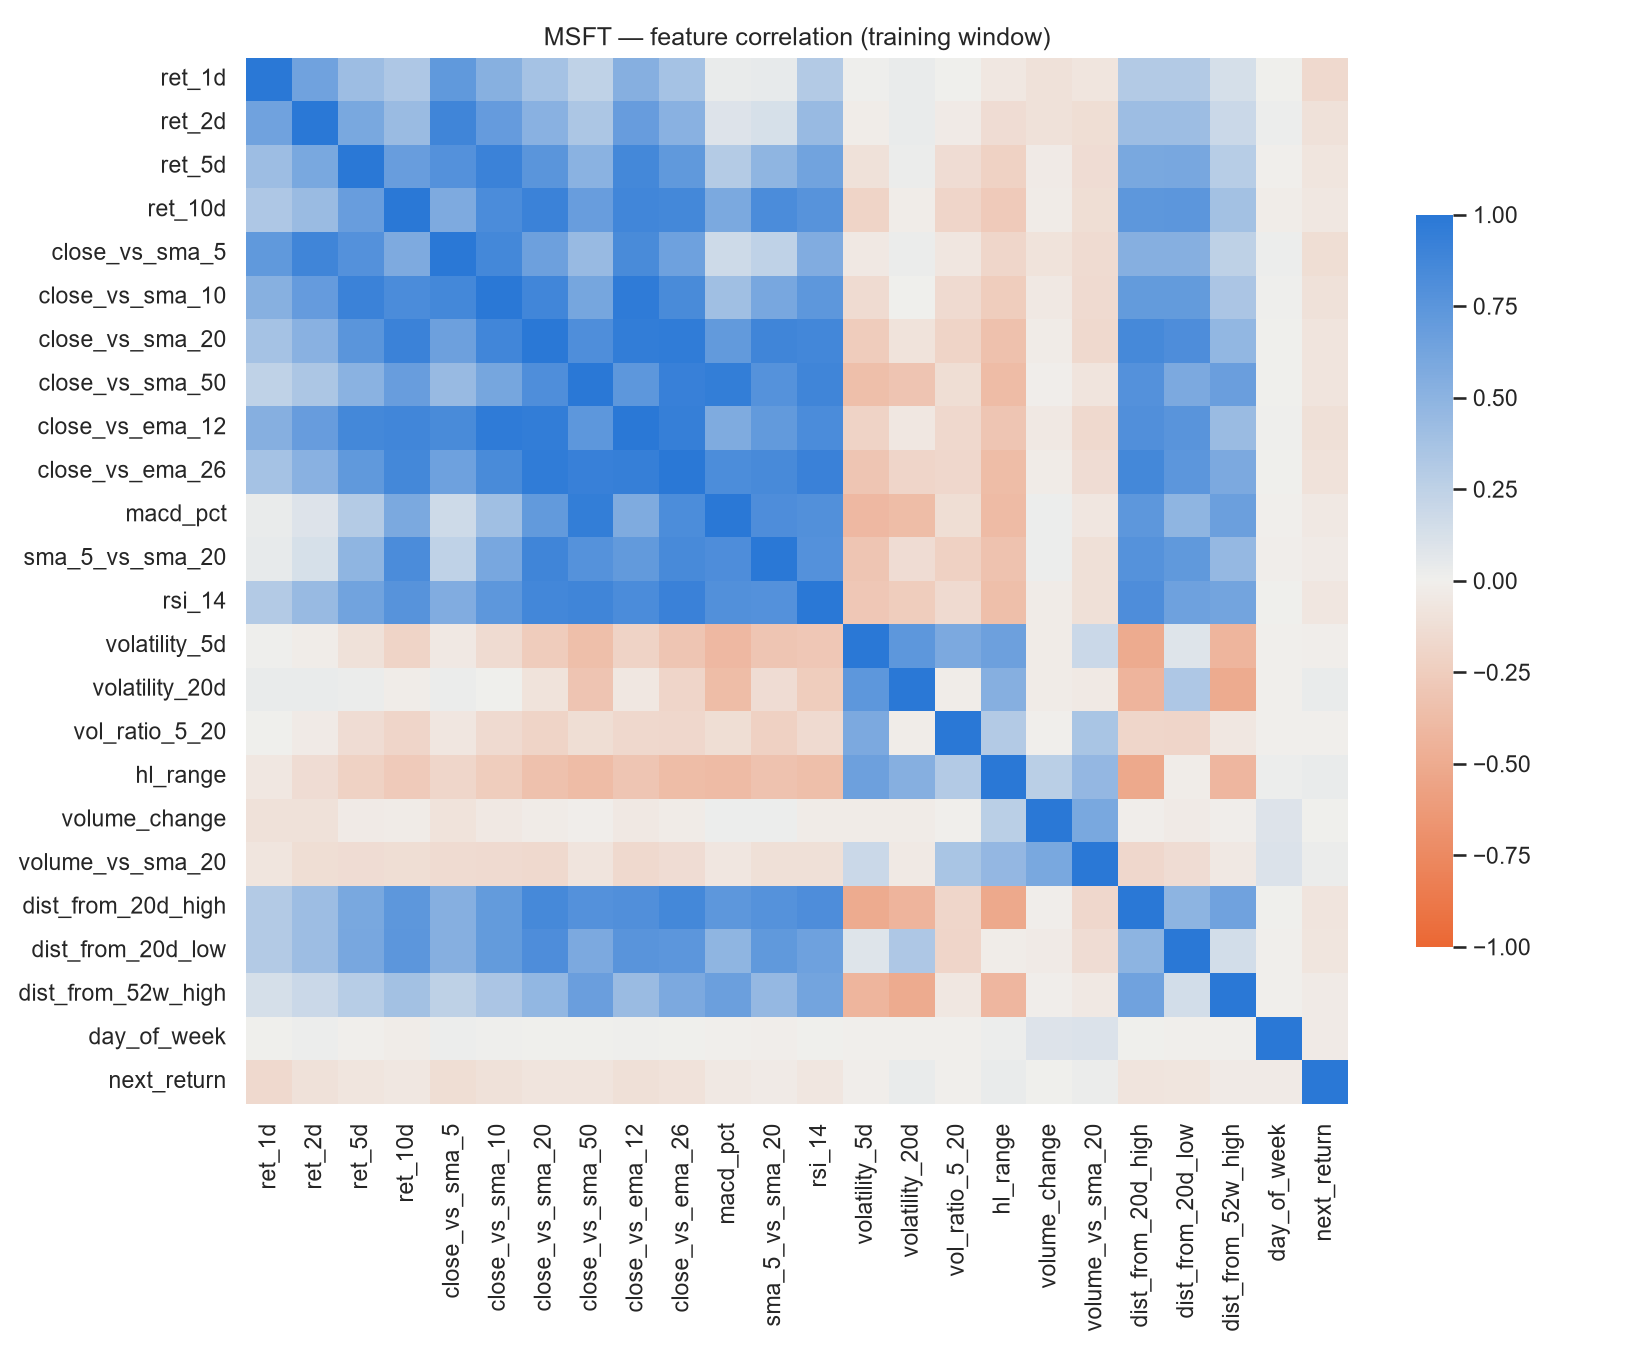 MSFT — feature correlation (training window)
ret_1d
ret_2d
ret_5d
ret_10d
close_vs_sma_5
close_vs_sma_10
close_vs_sma_20
close_vs_sma_50
close_vs_ema_12
close_vs_ema_26
macd_pct
sma_5_vs_sma_20
rsi_14
volatility_5d
volatility_20d
vol_ratio_5_20
hl_range
volume_change
volume_vs_sma_20
dist_from_20d_high
dist_from_20d_low
dist_from_52w_high
day_of_week
next_return
ret_1d
ret_2d
ret_5d
ret_10d
close_vs_sma_5
close_vs_sma_10
close_vs_sma_20
close_vs_sma_50
close_vs_ema_12
close_vs_ema_26
macd_pct
sma_5_vs_sma_20
rsi_14
volatility_5d
volatility_20d
vol_ratio_5_20
hl_range
volume_change
volume_vs_sma_20
dist_from_20d_high
dist_from_20d_low
dist_from_52w_high
day_of_week
next_return
1.00
0.75
0.50
0.25
0.00
−0.25
−0.50
−0.75
−1.00